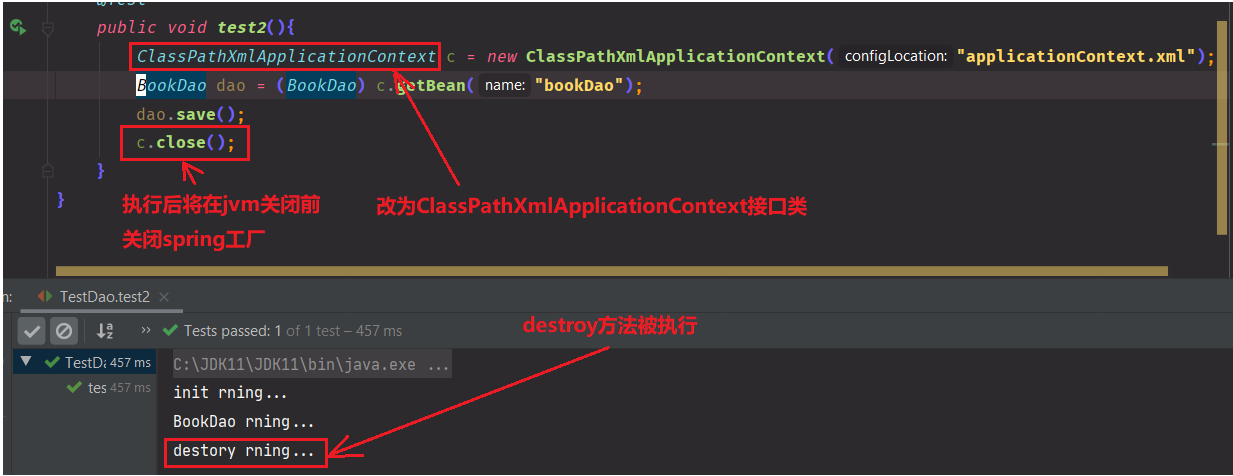 @Test
public void test2(){
ClassPathXmlApplicationContext c = new ClassPathXmlApplicationContext( configLocation: "applicationContext.xml");
BookDao dao = (BookDao) c.getBean( name: "bookDao");
dao.save();
c.close();
}
执行后将在jvm关闭前
关闭spring工厂
改为ClassPathXmlApplicationContext接口类
}
n: TestDao.test2 ×
>> Tests passed: 1 of 1 test – 457 ms
destroy方法被执行
TestDa 457 ms
tes 457 ms
C:\JDK11\JDK11\bin\java.exe ...
init rning...
BookDao rning...
destory rning...